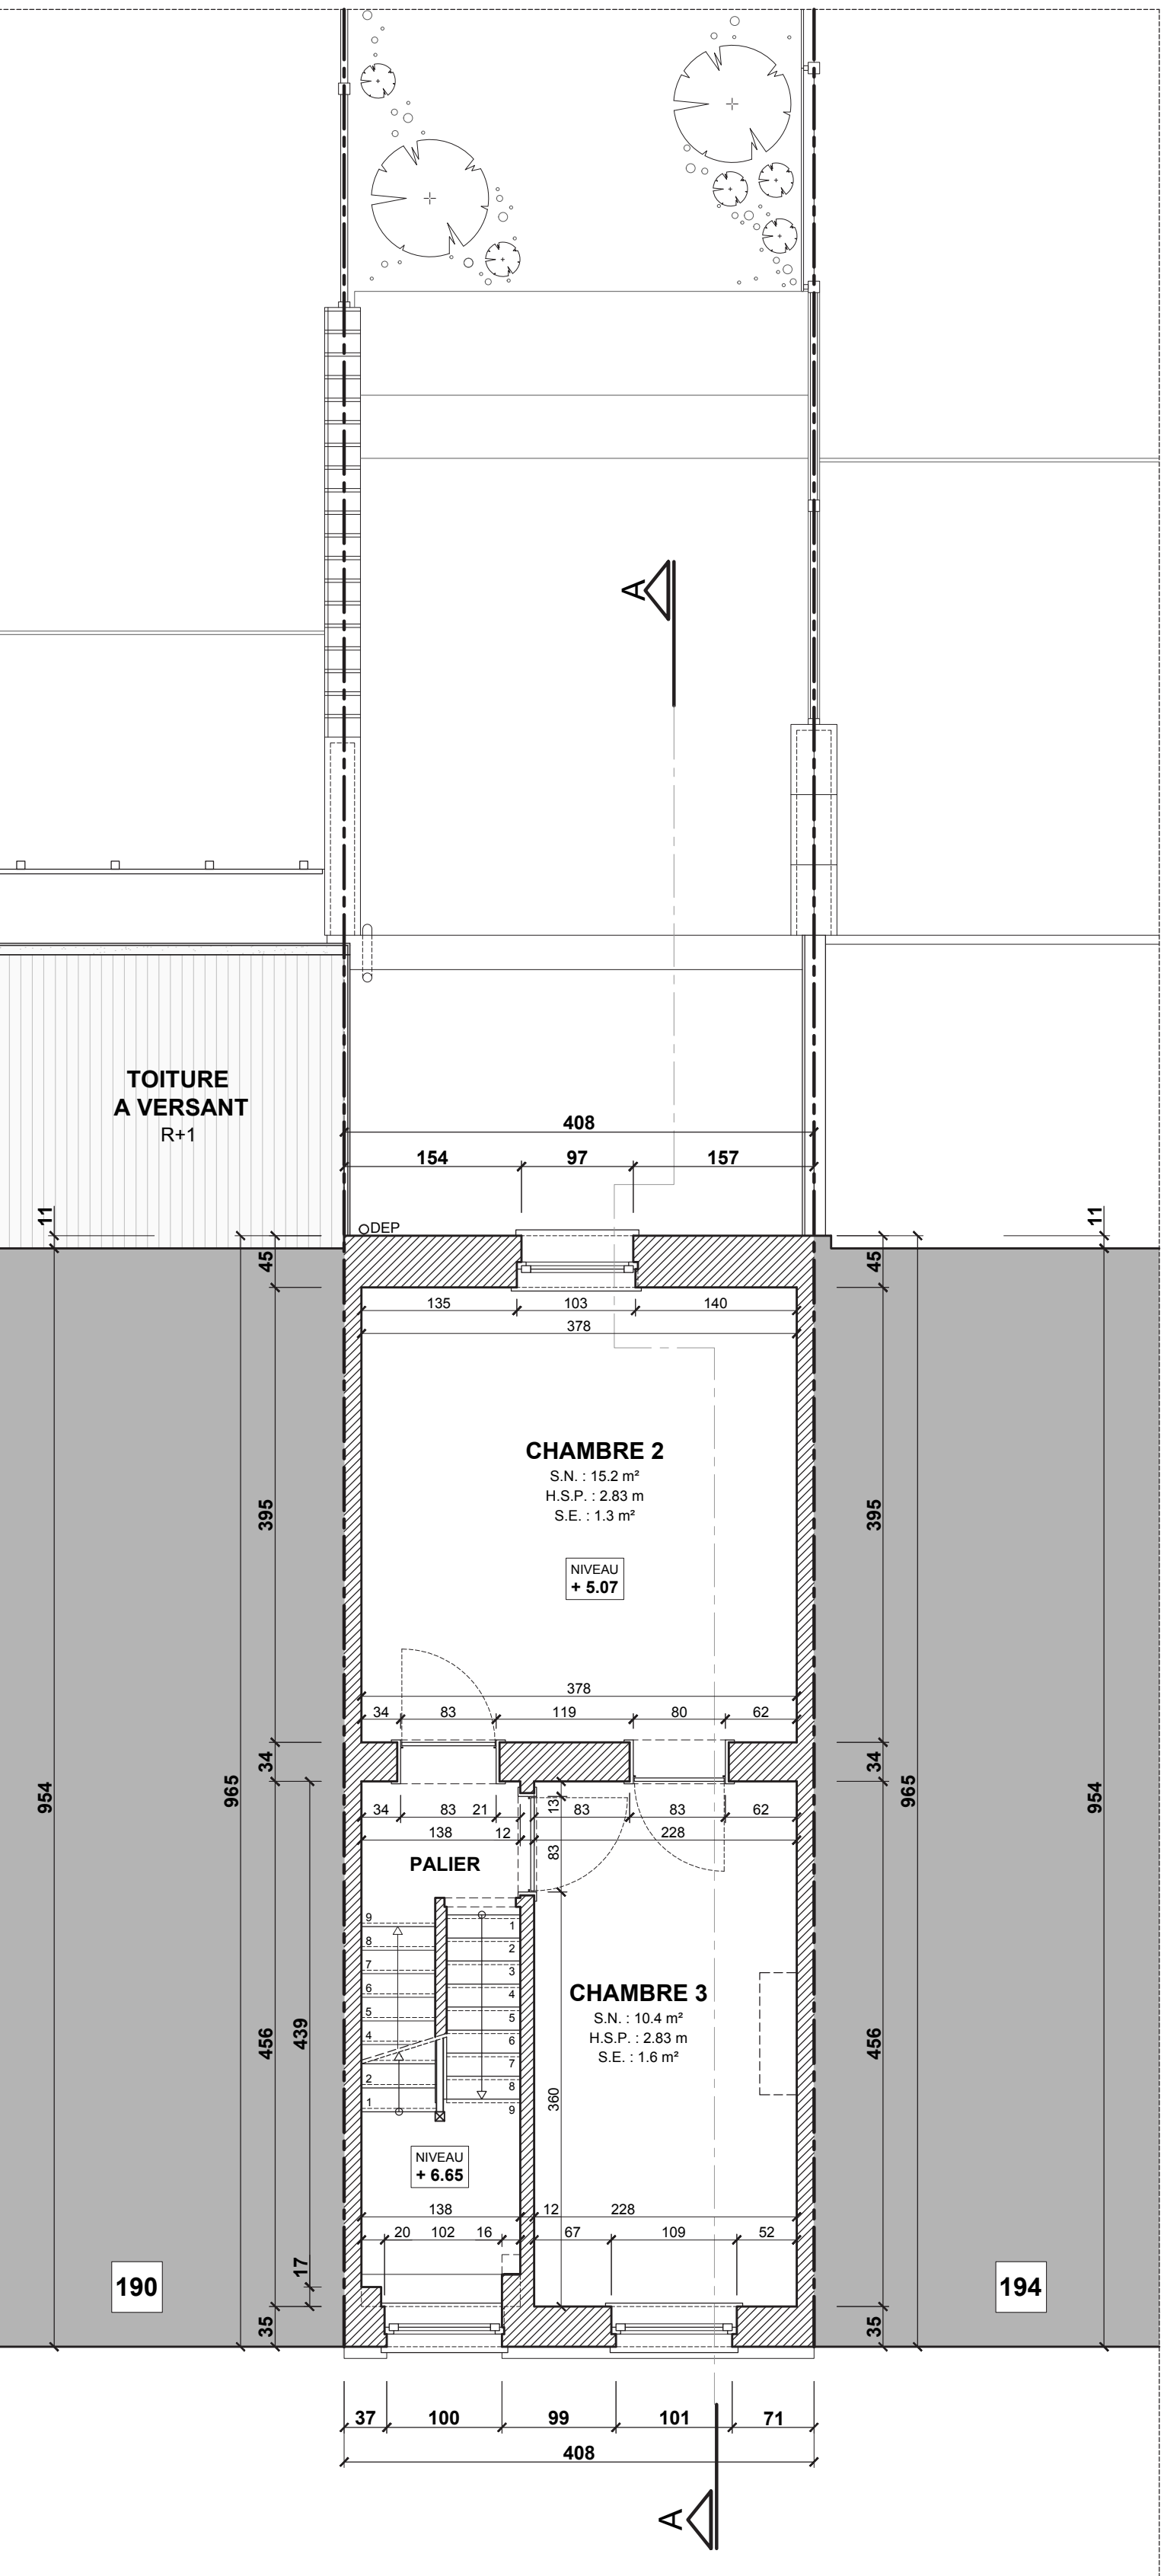 A
TOITURE
A VERSANT
R+1
408
154 97 157
11
11
DEP
45
45
135 103 140
378
CHAMBRE 2
S.N. : 15.2 m²
H.S.P. : 2.83 m
S.E. : 1.3 m²
395
395
NIVEAU
+ 5.07
378
34 83 119 80 62
34
34
954
965
965
954
34 83 21 13 83 83 62
138 12 228
83
PALIER
9
8
7
6
5
4
2
1
1
2
3
4
5
6
7
8
9
CHAMBRE 3
S.N. : 10.4 m²
H.S.P. : 2.83 m
S.E. : 1.6 m²
456
439
456
360
NIVEAU
+ 6.65
138 12 228
20 102 16 67 109 52
17
190
194
35
35
37 100 99 101 71
408
A